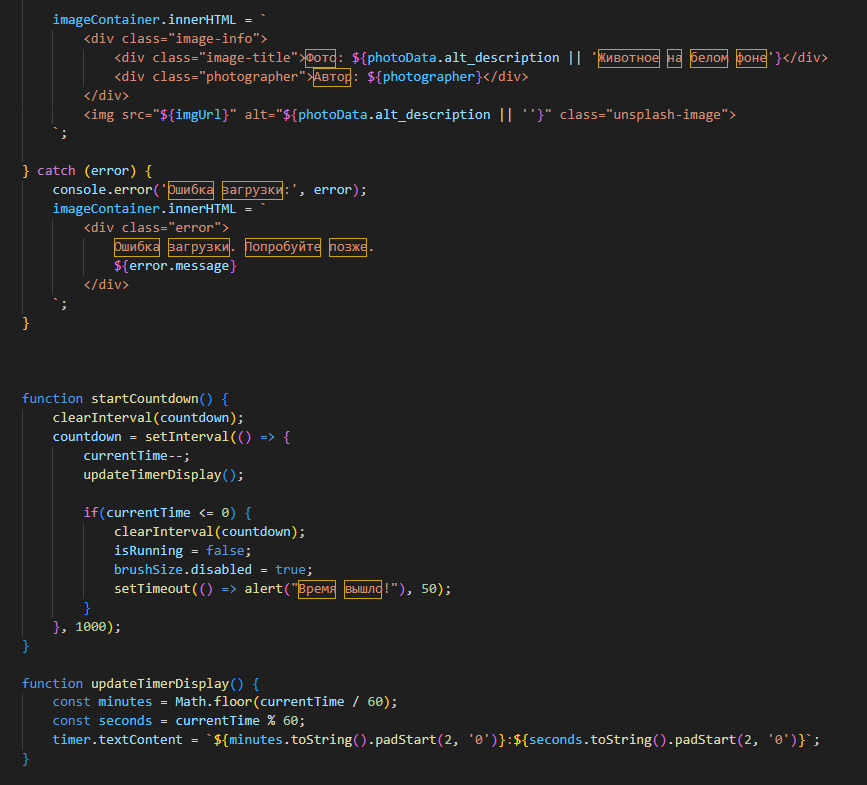 imageContainer.innerHTML = `
<div class="image-info">
<div class="image-title">Фото: ${photoData.alt_description || 'Животное на белом фоне'}</div>
<div class="photographer">Автор: ${photographer}</div>
</div>
<img src="${imgUrl}" alt="${photoData.alt_description || ''}" class="unsplash-image">
`;
} catch (error) {
console.error('Ошибка загрузки:', error);
imageContainer.innerHTML = `
<div class="error">
Ошибка загрузки. Попробуйте позже.
${error.message}
</div>
`;
}
function startCountdown() {
clearInterval(countdown);
countdown = setInterval(() => {
currentTime--;
updateTimerDisplay();
if(currentTime <= 0) {
clearInterval(countdown);
isRunning = false;
brushSize.disabled = true;
setTimeout(() => alert("Время вышло!"), 50);
}
}, 1000);
}
function updateTimerDisplay() {
const minutes = Math.floor(currentTime / 60);
const seconds = currentTime % 60;
timer.textContent = `${minutes.toString().padStart(2, '0')}:${seconds.toString().padStart(2, '0')}`;
}